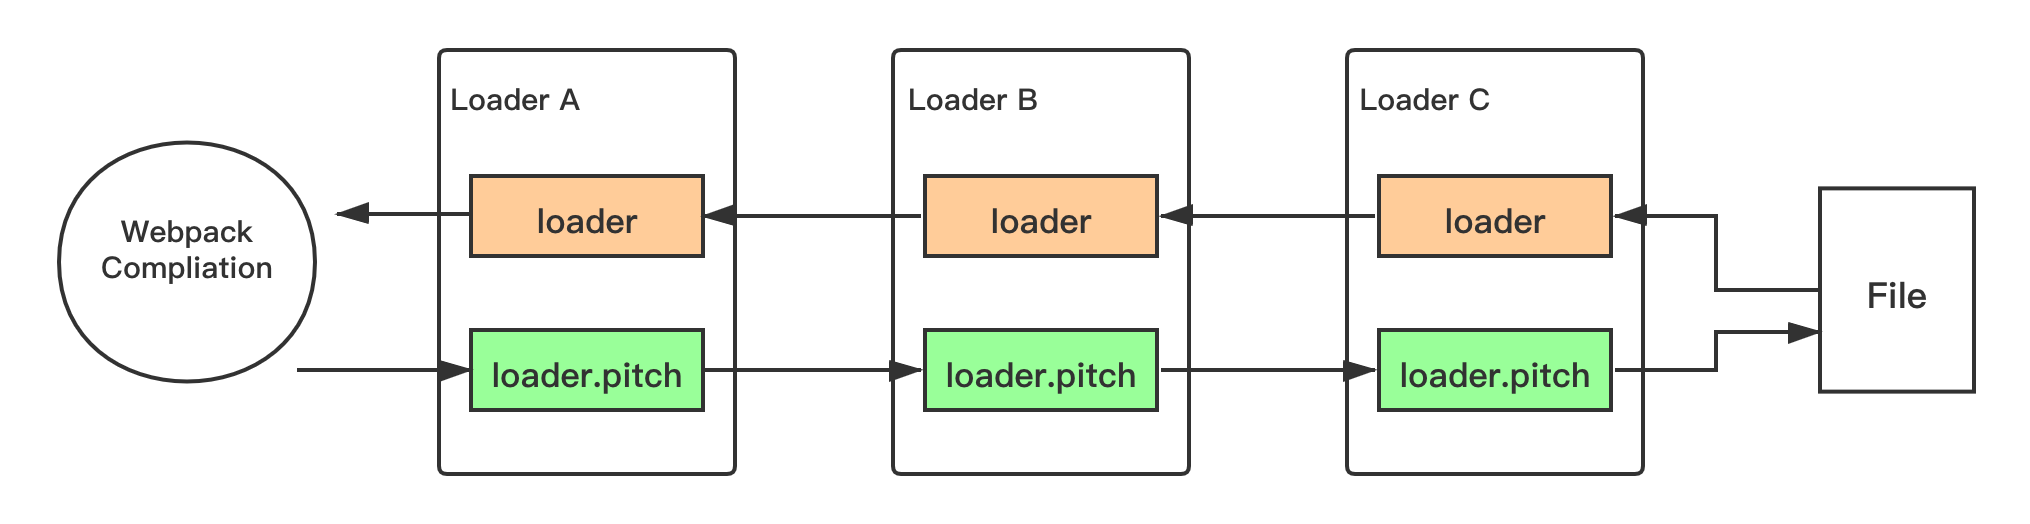 Loader A
Loader B
Loader C
Webpack
Compliation
loader
loader
loader
File
loader.pitch
loader.pitch
loader.pitch